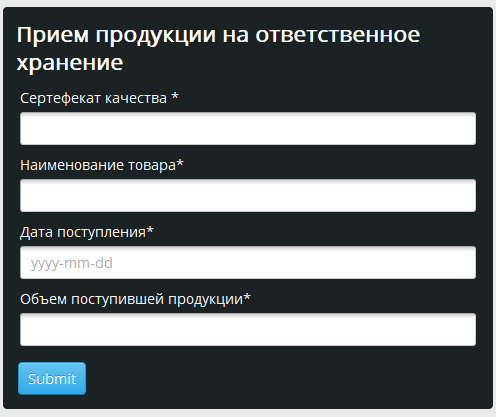 Прием продукции на ответственное
хранение
Сертефекат качества *
Наименование товара*
Дата поступления*
yyyy-mm-dd
Объем поступившей продукции*
Submit